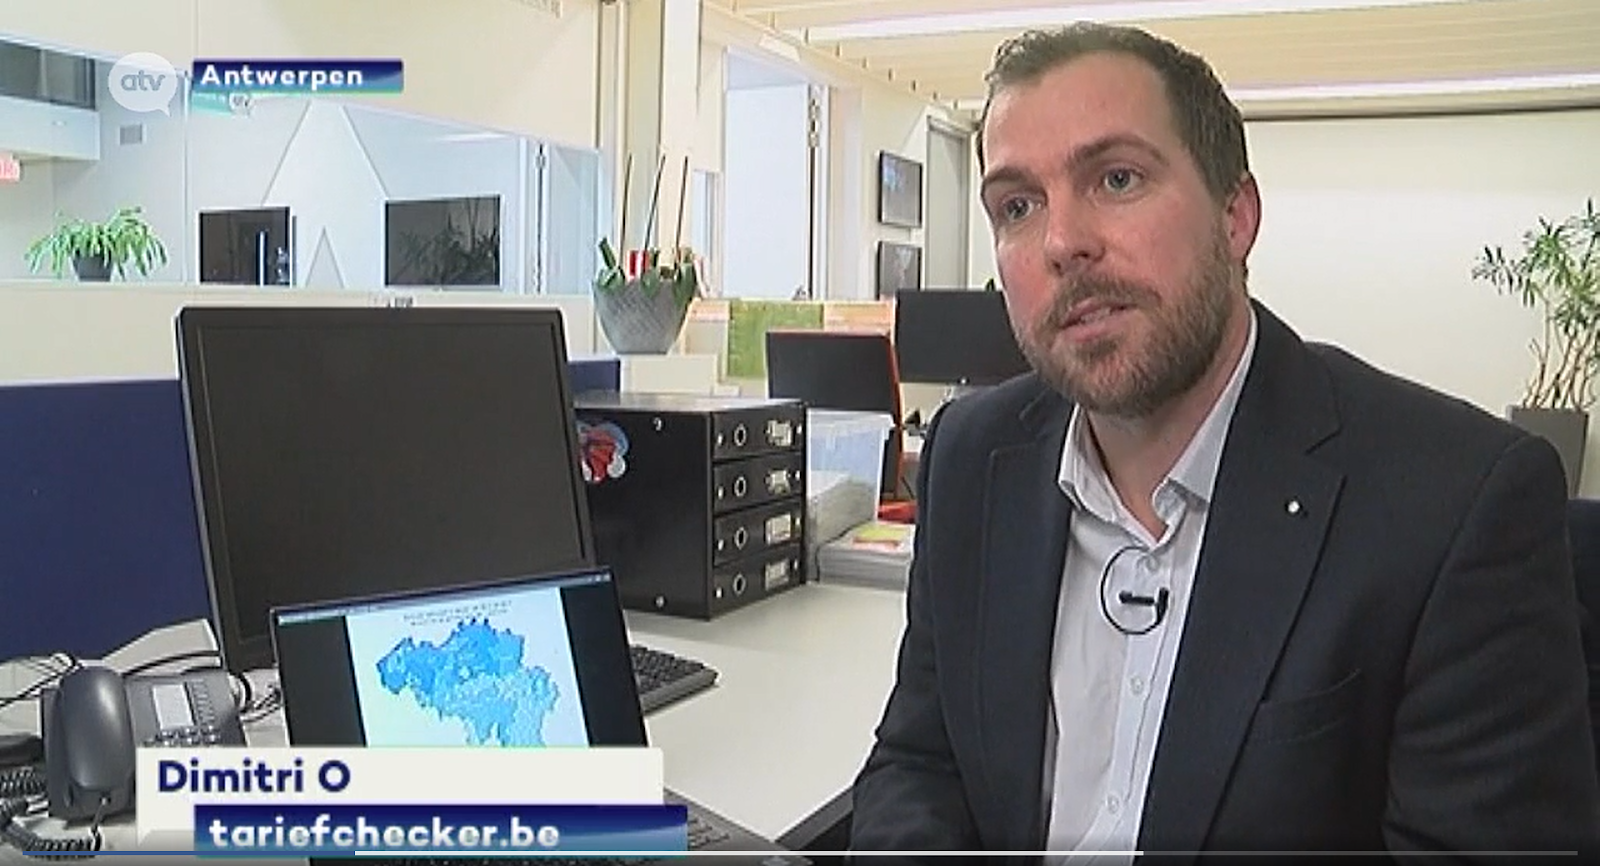 atv
Antwerpen
Dimitri O
tariefchecker.be